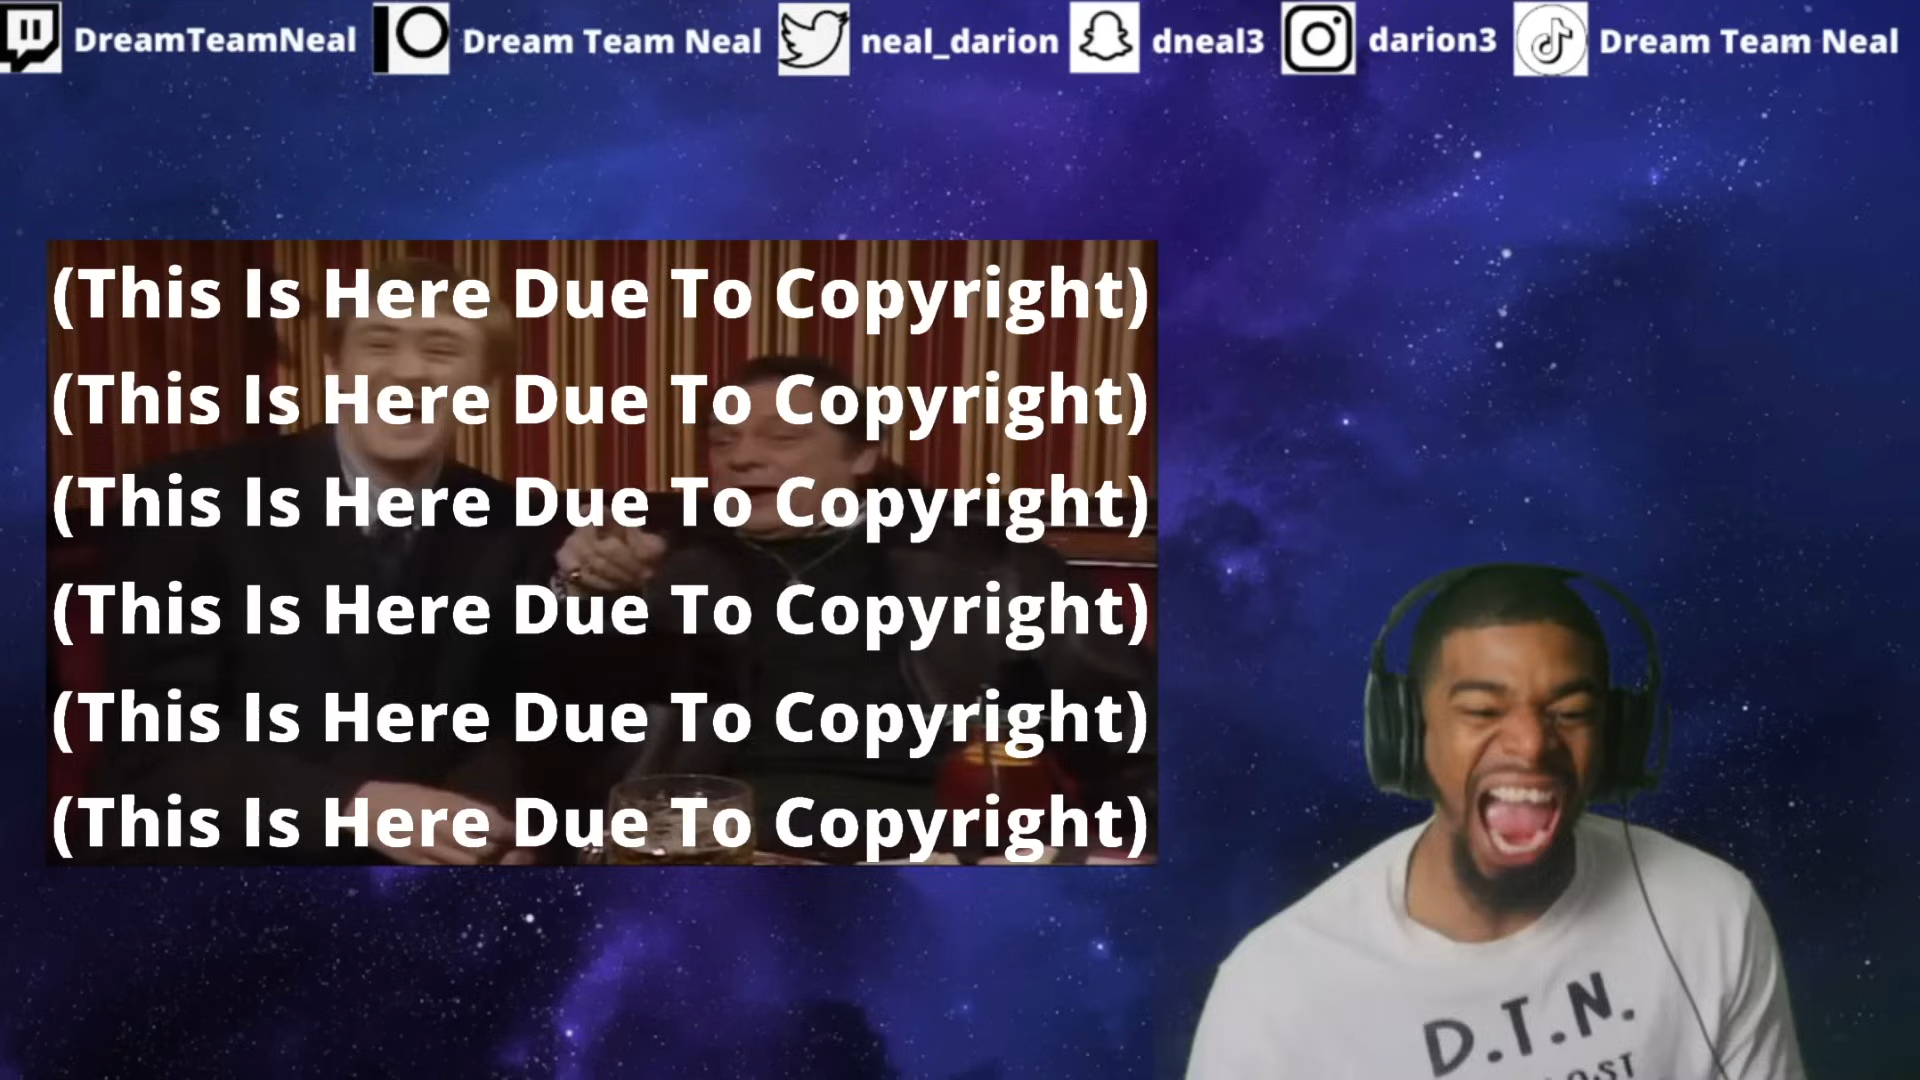 DreamTeamNeal Dream Team Neal neal_darion dneal3 darion3 Dream Team Neal
(This Is Here Due To Copyright)
(This Is Here Due To Copyright)
(This Is Here Due To Copyright)
(This Is Here Due To Copyright)
(This Is Here Due To Copyright)
(This Is Here Due To Copyright)
D.T.N.